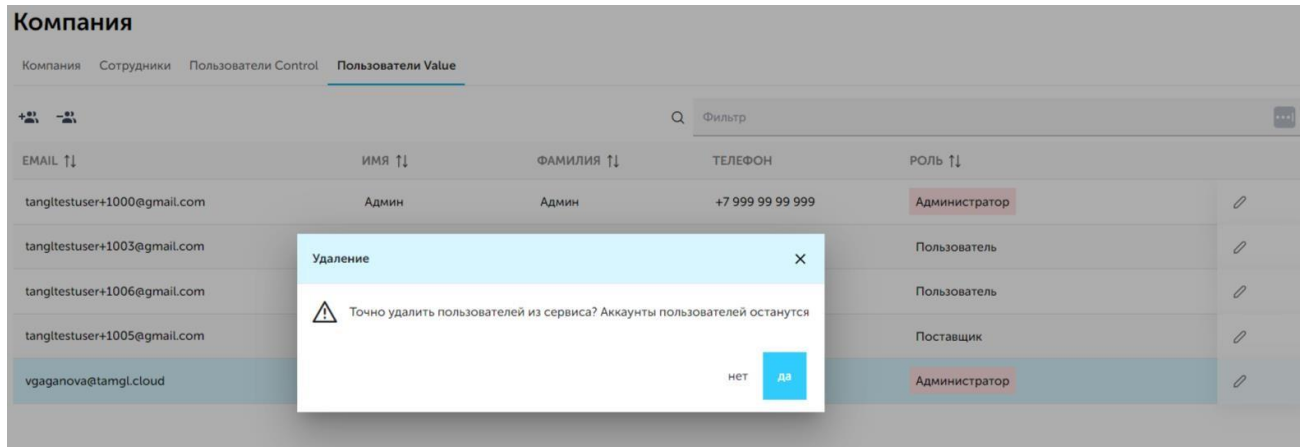 Компания
Компания Сотрудники Пользователи Control Пользователи Value
Фильтр
EMAIL ИМЯ ФАМИЛИЯ ТЕЛЕФОН РОЛЬ
tangltestuser+1000@gmail.com Админ Админ +7 999 99 99 999 Администратор
tangltestuser+1003@gmail.com Пользователь
Удаление
tangltestuser+1006@gmail.com Пользователь
Точно удалить пользователей из сервиса? Аккаунты пользователей останутся
tangltestuser+1005@gmail.com Поставщик
vgaganova@tamgl.cloud Администратор
нет да